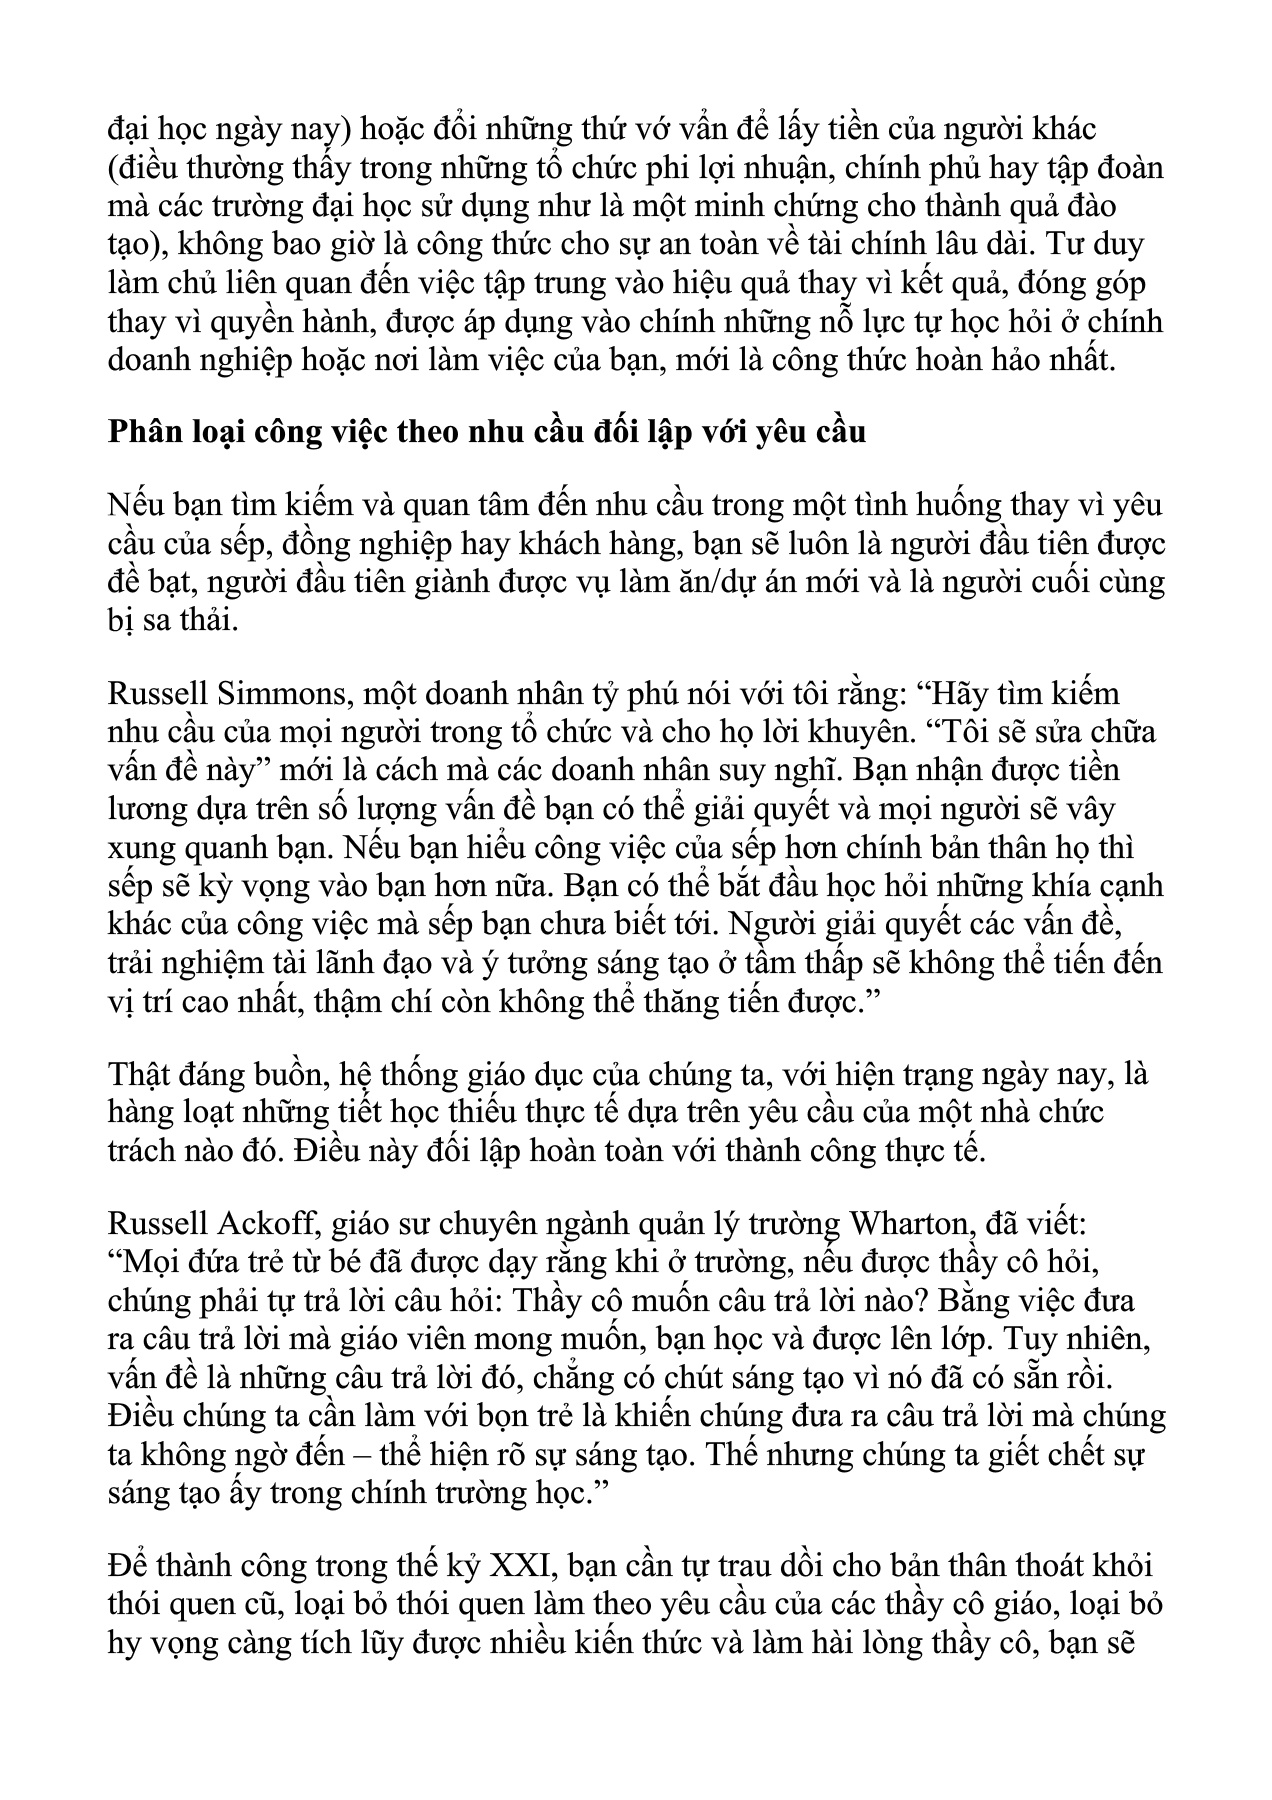 đại học ngày nay) hoặc đổi những thứ vớ vẩn để lấy tiền của người khác
(điều thường thấy trong những tổ chức phi lợi nhuận, chính phủ hay tập đoàn
mà các trường đại học sử dụng như là một minh chứng cho thành quả đào
tạo), không bao giờ là công thức cho sự an toàn về tài chính lâu dài. Tư duy
làm chủ liên quan đến việc tập trung vào hiệu quả thay vì kết quả, đóng góp
thay vì quyền hành, được áp dụng vào chính những nỗ lực tự học hỏi ở chính
doanh nghiệp hoặc nơi làm việc của bạn, mới là công thức hoàn hảo nhất.
Phân loại công việc theo nhu cầu đối lập với yêu cầu
Nếu bạn tìm kiếm và quan tâm đến nhu cầu trong một tình huống thay vì yêu
cầu của sếp, đồng nghiệp hay khách hàng, bạn sẽ luôn là người đầu tiên được
đề bạt, người đầu tiên giành được vụ làm ăn/dự án mới và là người cuối cùng
bị sa thải.
Russell Simmons, một doanh nhân tỷ phú nói với tôi rằng: “Hãy tìm kiếm
nhu cầu của mọi người trong tổ chức và cho họ lời khuyên. “Tôi sẽ sửa chữa
vấn đề này” mới là cách mà các doanh nhân suy nghĩ. Bạn nhận được tiền
lương dựa trên số lượng vấn đề bạn có thể giải quyết và mọi người sẽ vây
xung quanh bạn. Nếu bạn hiểu công việc của sếp hơn chính bản thân họ thì
sếp sẽ kỳ vọng vào bạn hơn nữa. Bạn có thể bắt đầu học hỏi những khía cạnh
khác của công việc mà sếp bạn chưa biết tới. Người giải quyết các vấn đề,
trải nghiệm tài lãnh đạo và ý tưởng sáng tạo ở tầm thấp sẽ không thể tiến đến
vị trí cao nhất, thậm chí còn không thể thăng tiến được.”
Thật đáng buồn, hệ thống giáo dục của chúng ta, với hiện trạng ngày nay, là
hàng loạt những tiết học thiếu thực tế dựa trên yêu cầu của một nhà chức
trách nào đó. Điều này đối lập hoàn toàn với thành công thực tế.
Russell Ackoff, giáo sư chuyên ngành quản lý trường Wharton, đã viết:
“Mọi đứa trẻ từ bé đã được dạy rằng khi ở trường, nếu được thầy cô hỏi,
chúng phải tự trả lời câu hỏi: Thầy cô muốn câu trả lời nào? Bằng việc đưa
ra câu trả lời mà giáo viên mong muốn, bạn học và được lên lớp. Tuy nhiên,
vấn đề là những câu trả lời đó, chẳng có chút sáng tạo vì nó đã có sẵn rồi.
Điều chúng ta cần làm với bọn trẻ là khiến chúng đưa ra câu trả lời mà chúng
ta không ngờ đến – thể hiện rõ sự sáng tạo. Thế nhưng chúng ta giết chết sự
sáng tạo ấy trong chính trường học.”
Để thành công trong thế kỷ XXI, bạn cần tự trau dồi cho bản thân thoát khỏi
thói quen cũ, loại bỏ thói quen làm theo yêu cầu của các thầy cô giáo, loại bỏ
hy vọng càng tích lũy được nhiều kiến thức và làm hài lòng thầy cô, bạn sẽ